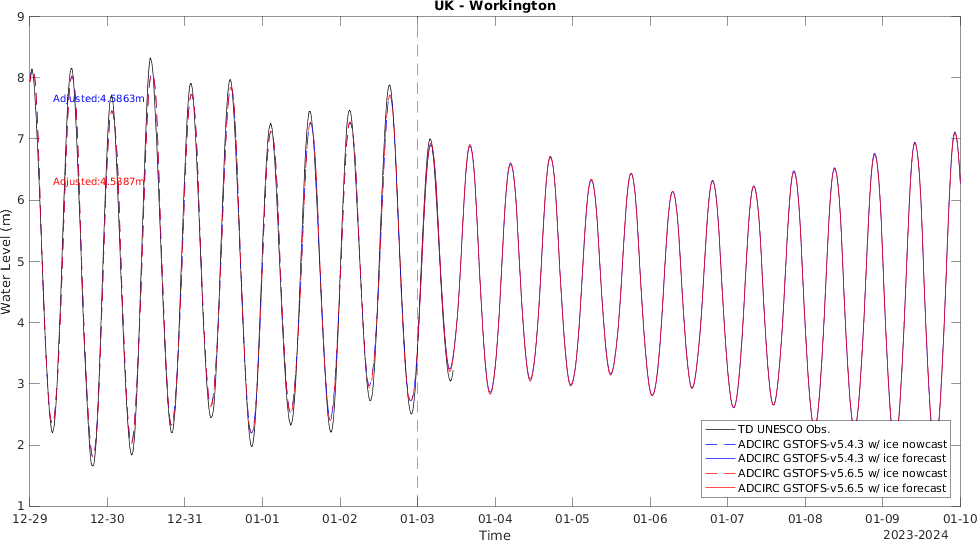 UK - Workington
9
8
7
6
5
4
3
2
1
Water Level (m)
Adjusted:4.5863m
Adjusted:4.5387m
TD UNESCO Obs.
ADCIRC GSTOFS-v5.4.3 w/ ice nowcast
ADCIRC GSTOFS-v5.4.3 w/ ice forecast
ADCIRC GSTOFS-v5.6.5 w/ ice nowcast
ADCIRC GSTOFS-v5.6.5 w/ ice forecast
12-29 12-30 12-31 01-01 01-02 01-03 01-04 01-05 01-06 01-07 01-08 01-09 01-10
Time
2023-2024